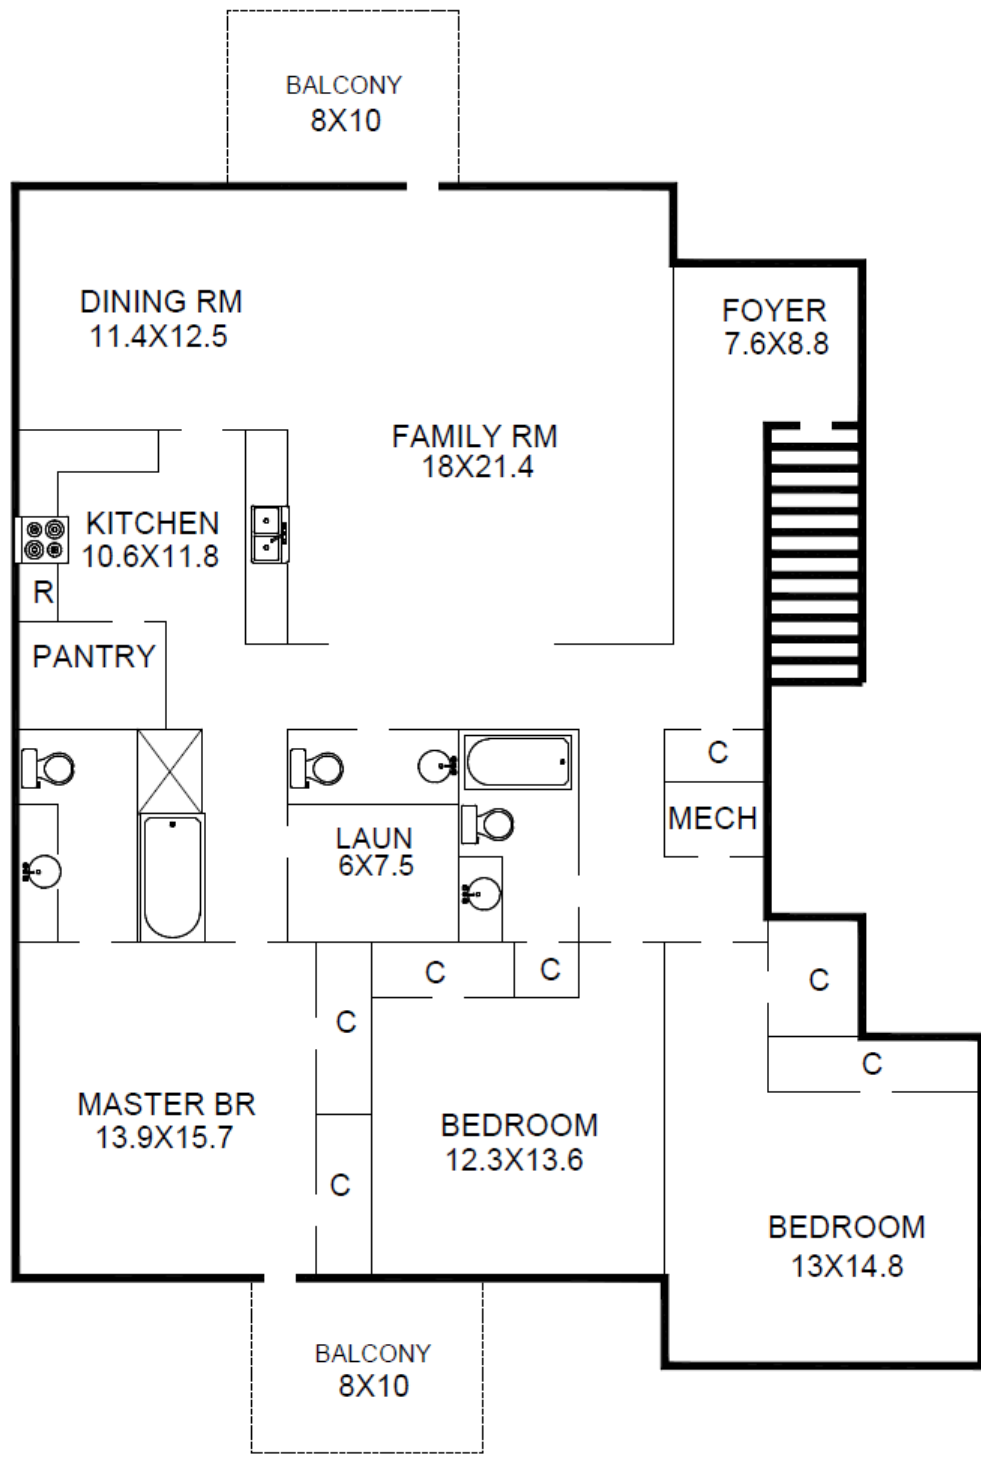 BALCONY
8X10
DINING RM
11.4X12.5
FOYER
7.6X8.8
FAMILY RM
18X21.4
KITCHEN
10.6X11.8
R
PANTRY
C
MECH
LAUN
6X7.5
C
C
C
C
C
MASTER BR
13.9X15.7
BEDROOM
12.3X13.6
C
BEDROOM
13X14.8
BALCONY
8X10